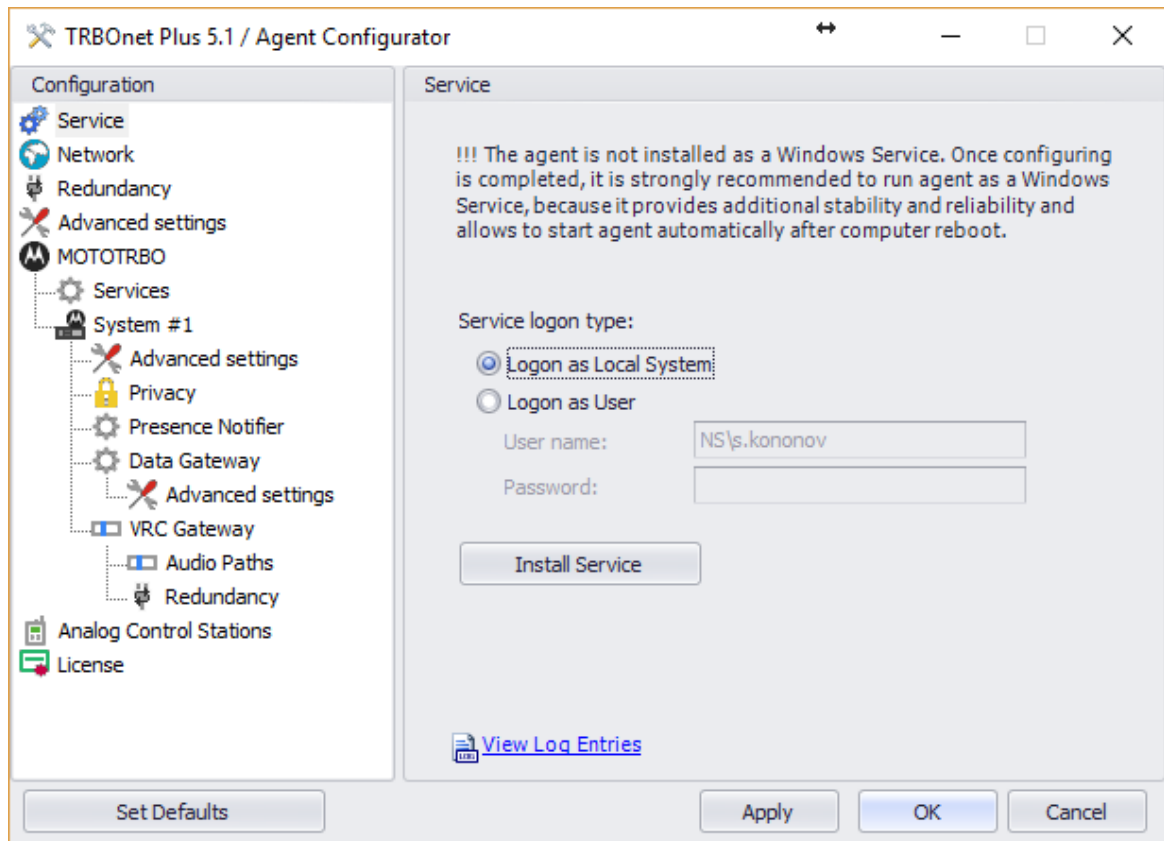 TRBOnet Plus 5.1 / Agent Configurator
Configuration
Service
Network
Redundancy
Advanced settings
MOTOTRBO
Services
System #1
Advanced settings
Privacy
Presence Notifier
Data Gateway
Advanced settings
VRC Gateway
Audio Paths
Redundancy
Analog Control Stations
License
Service
!!! The agent is not installed as a Windows Service. Once configuring
is completed, it is strongly recommended to run agent as a Windows
Service, because it provides additional stability and reliability and
allows to start agent automatically after computer reboot.
Service logon type:
Logon as Local System
Logon as User
User name: NS\s.kononov
Password:
Install Service
LOG
View Log Entries
Set Defaults Apply OK Cancel